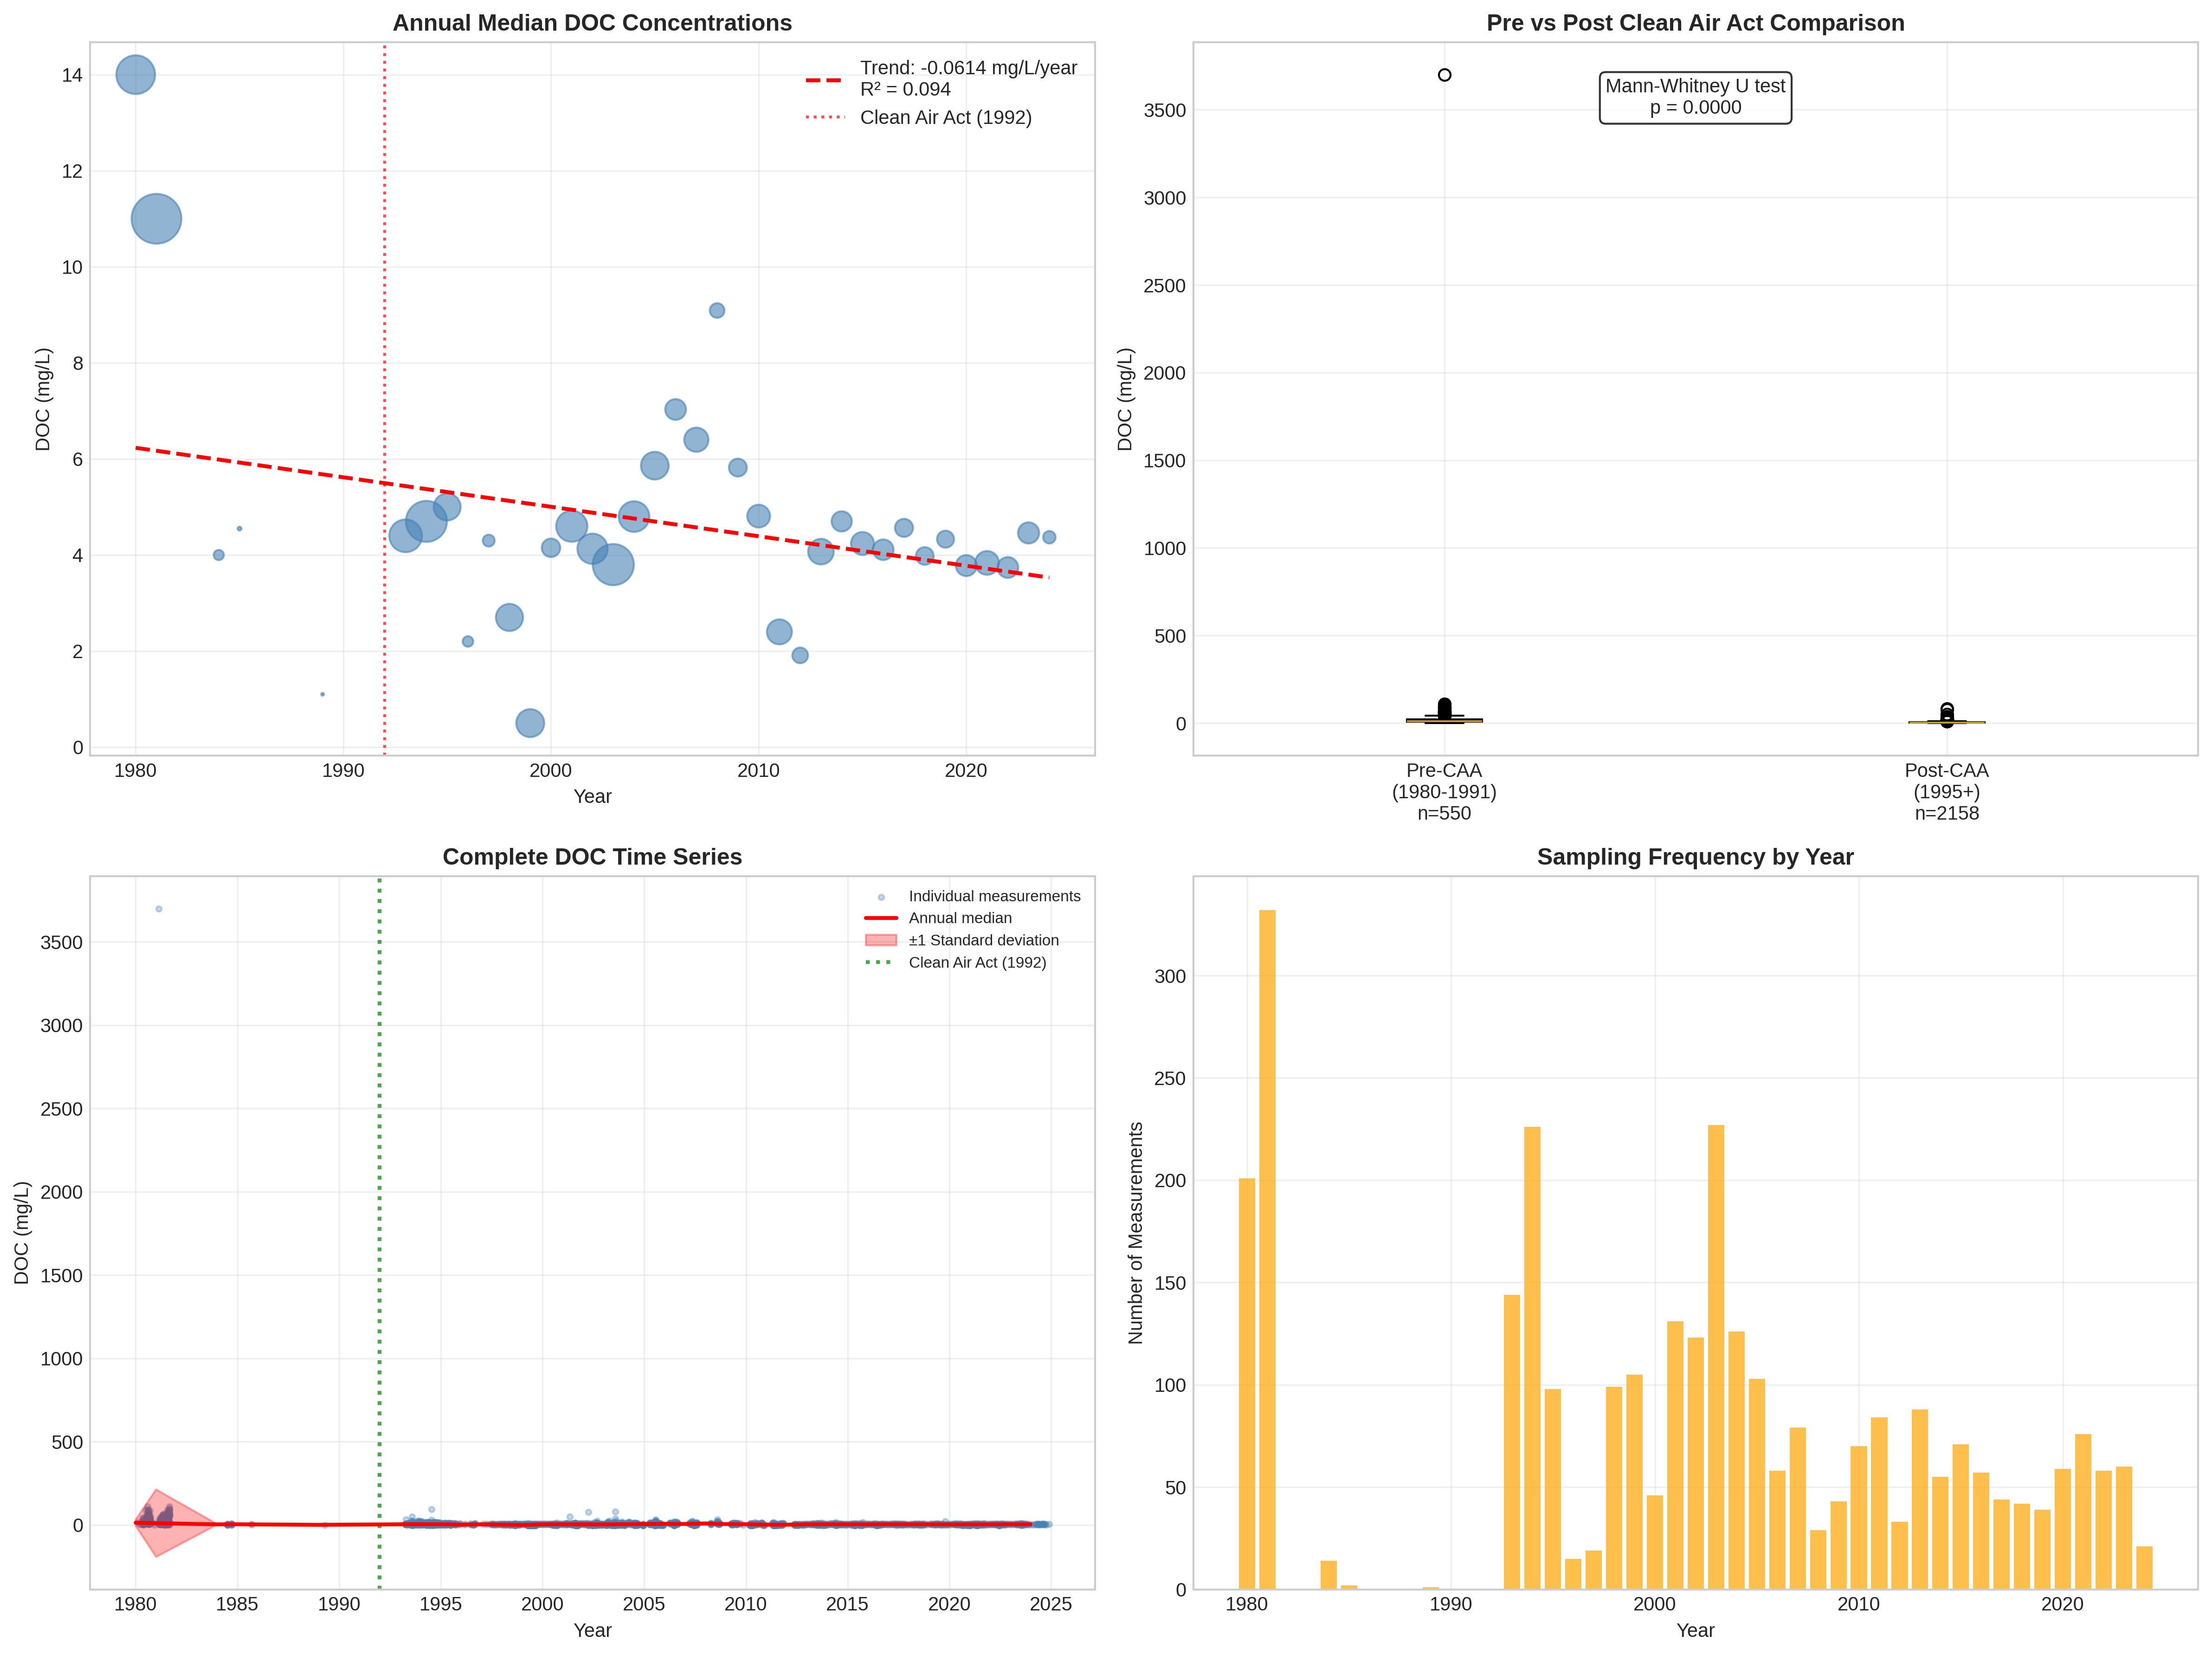 Annual Median DOC Concentrations
DOC (mg/L)
14
12
10
8
6
4
2
0
Trend: -0.0614 mg/L/year
R² = 0.094
Clean Air Act (1992)
1980
1990
2000
2010
2020
Year
Pre vs Post Clean Air Act Comparison
DOC (mg/L)
3500
3000
2500
2000
1500
1000
500
0
Mann-Whitney U test
p = 0.0000
Pre-CAA
(1980-1991)
n=550
Post-CAA
(1995+)
n=2158
Complete DOC Time Series
DOC (mg/L)
3500
3000
2500
2000
1500
1000
500
0
Individual measurements
Annual median
±1 Standard deviation
Clean Air Act (1992)
1980
1985
1990
1995
2000
2005
2010
2015
2020
2025
Year
Sampling Frequency by Year
Number of Measurements
300
250
200
150
100
50
0
1980
1990
2000
2010
2020
Year